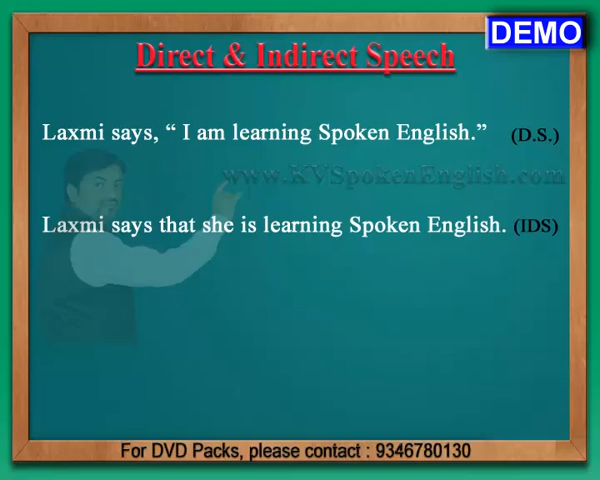 DEMO
Direct & Indirect Speech
Laxmi says, “ I am learning Spoken English.” (D.S.)
www.KVSpokenEnglish.com
Laxmi says that she is learning Spoken English. (IDS)
For DVD Packs, please contact : 9346780130